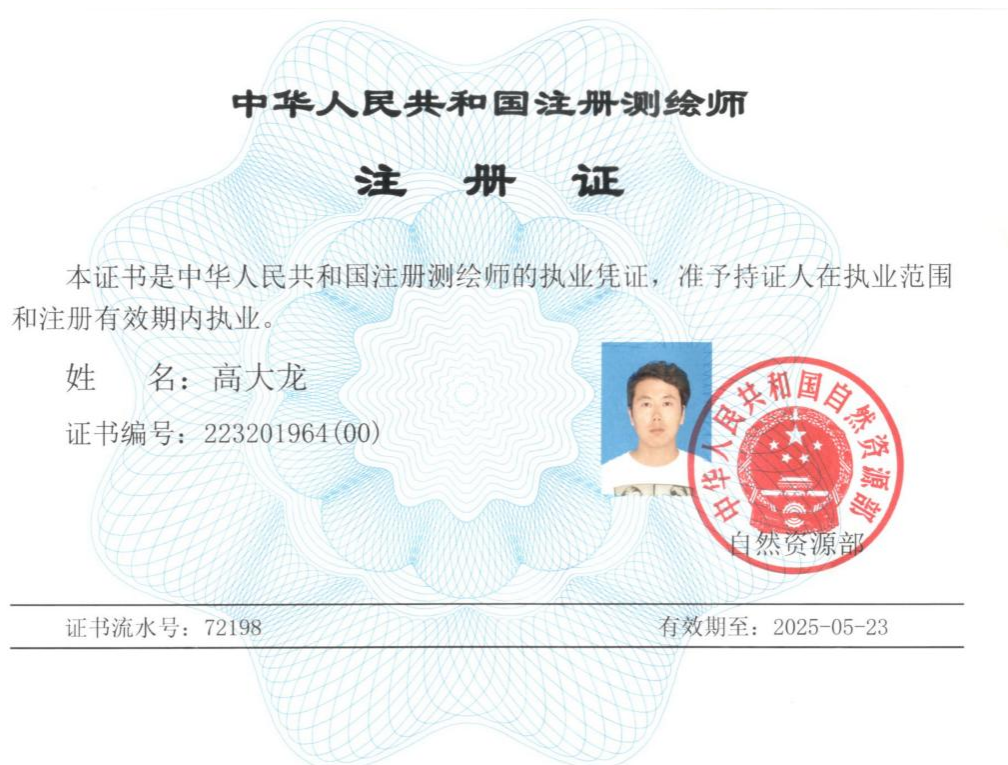 中华人民共和国注册测绘师
注 册 证
本证书是中华人民共和国注册测绘师的执业凭证，准予持证人在执业范围
和注册有效期内执业。
姓 名：高大龙
证书编号：223201964(00)
中华人民共和国自然资源部
自然资源部
证书流水号：72198
有效期至：2025-05-23